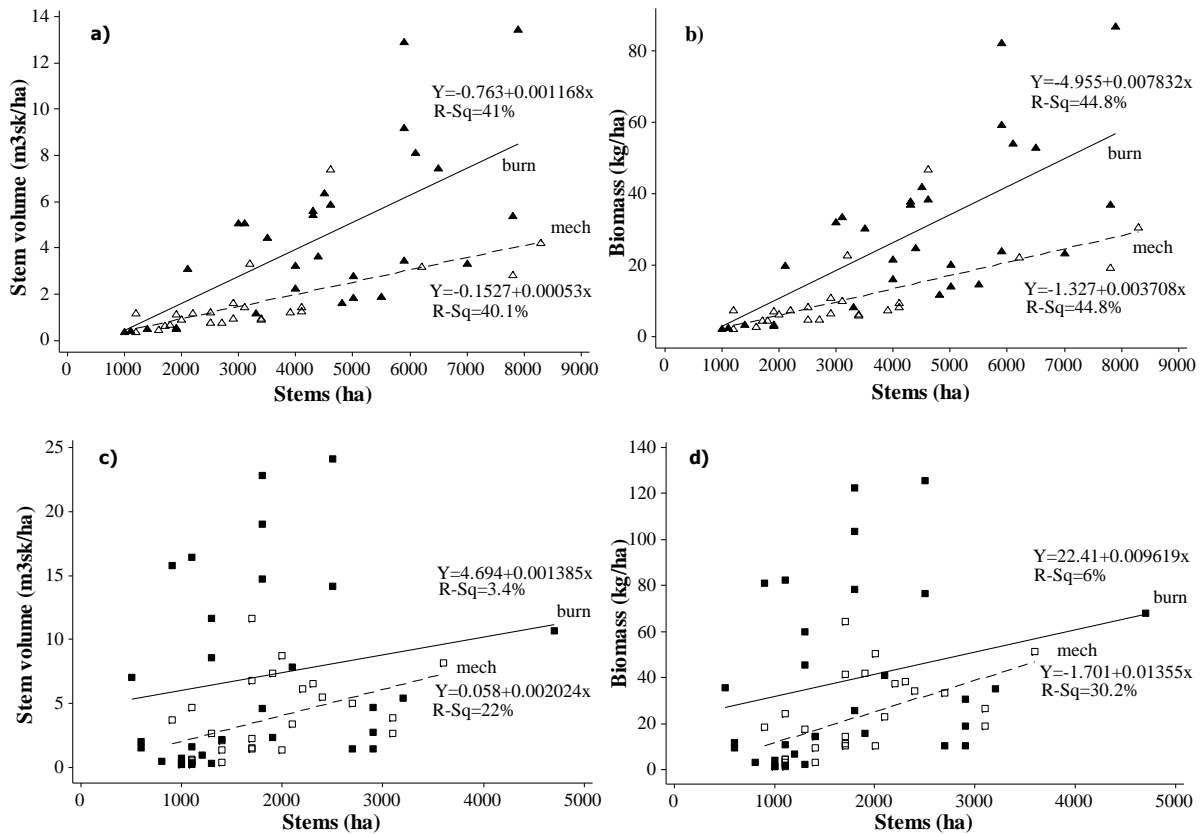 a)
14
12
10
8
6
4
2
0
Stem volume (m3sk/ha)
Y=-0.763+0.001168x
R-Sq=41%
burn
mech
Y=-0.1527+0.00053x
R-Sq=40.1%
0 1000 2000 3000 4000 5000 6000 7000 8000 9000
Stems (ha)
b)
80
60
40
20
0
Biomass (kg/ha)
Y=-4.955+0.007832x
R-Sq=44.8%
burn
mech
Y=-1.327+0.003708x
R-Sq=44.8%
0 1000 2000 3000 4000 5000 6000 7000 8000 9000
Stems (ha)
c)
25
20
15
10
5
0
Stem volume (m3sk/ha)
Y=4.694+0.001385x
R-Sq=3.4%
burn
mech
Y=0.058+0.002024x
R-Sq=22%
0 1000 2000 3000 4000 5000
Stems (ha)
d)
140
120
100
80
60
40
20
0
Biomass (kg/ha)
Y=22.41+0.009619x
R-Sq=6%
burn
mech
Y=-1.701+0.01355x
R-Sq=30.2%
0 1000 2000 3000 4000 5000
Stems (ha)